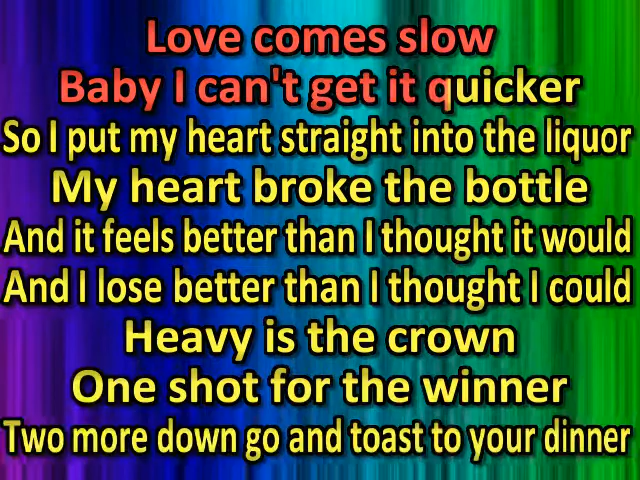 Love comes slow
Baby I can't get it quicker
So I put my heart straight into the liquor
My heart broke the bottle
And it feels better than I thought it would
And I lose better than I thought I could
Heavy is the crown
One shot for the winner
Two more down go and toast to your dinner